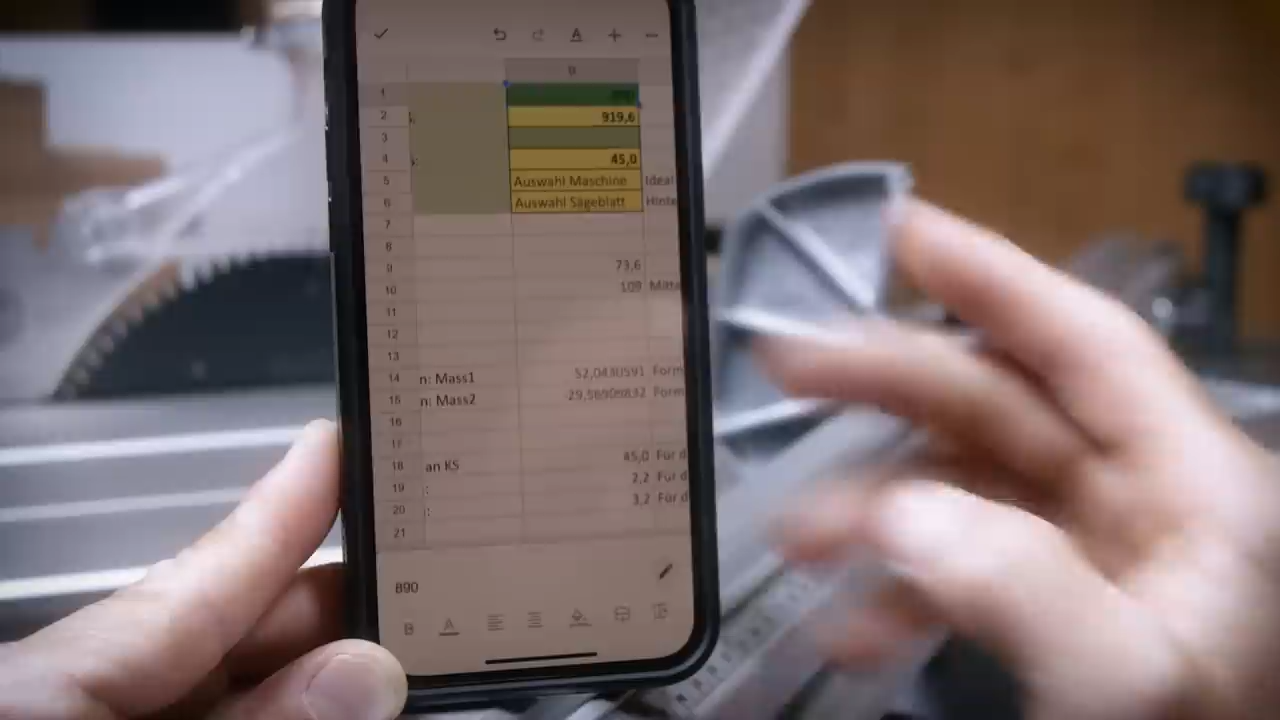 A
B
1
2 919,6
3
4 45,0
5 Auswahl Maschine Ideal
6 Auswahl Sägeblatt Hinte
7
8
9 73,6
10 109 Mitte
11
12
13
14 n: Mass1 52,0430591 Form
15 n: Mass2 Form
16
17
18 an KS 45,0 Für d
19 : 2,2 Für d
20 : 3,2 Für d
21
890
B A